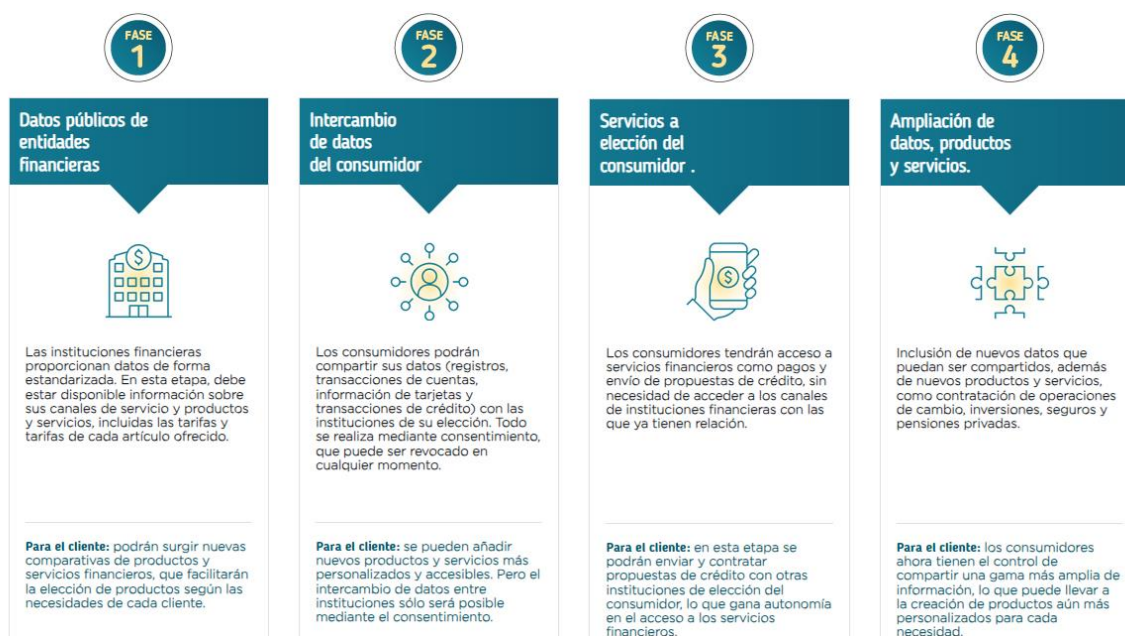 FASE
1
Datos públicos de
entidades
financieras
$
Las instituciones financieras
proporcionan datos de forma
estandarizada. En esta etapa, debe
estar disponible información sobre
sus canales de servicio y productos
y servicios, incluidas las tarifas y
tarifas de cada artículo ofrecido.
Para el cliente: podrán surgir nuevas
comparativas de productos y
servicios financieros, que facilitarán
la elección de productos según las
necesidades de cada cliente.
FASE
2
Intercambio
de datos
del consumidor
Los consumidores podrán
compartir sus datos (registros,
transacciones de cuentas,
información de tarjetas y
transacciones de crédito) con las
instituciones de su elección. Todo
se realiza mediante consentimiento,
que puede ser revocado en
cualquier momento.
Para el cliente: se pueden añadir
nuevos productos y servicios más
personalizados y accesibles. Pero el
intercambio de datos entre
instituciones sólo será posible
mediante el consentimiento.
FASE
3
Servicios a
elección del
consumidor .
$
Los consumidores tendrán acceso a
servicios financieros como pagos y
envío de propuestas de crédito, sin
necesidad de acceder a los canales
de instituciones financieras con las
que ya tienen relación.
Para el cliente: en esta etapa se
podrán enviar y contratar
propuestas de crédito con otras
instituciones de elección del
consumidor, lo que gana autonomía
en el acceso a los servicios
financieros.
FASE
4
Ampliación de
datos, productos
y servicios.
Inclusión de nuevos datos que
puedan ser compartidos, además
de nuevos productos y servicios,
como contratación de operaciones
de cambio, inversiones, seguros y
pensiones privadas.
Para el cliente: los consumidores
ahora tienen el control de
compartir una gama más amplia de
información, lo que puede llevar a
la creación de productos aún más
personalizados para cada
necesidad.